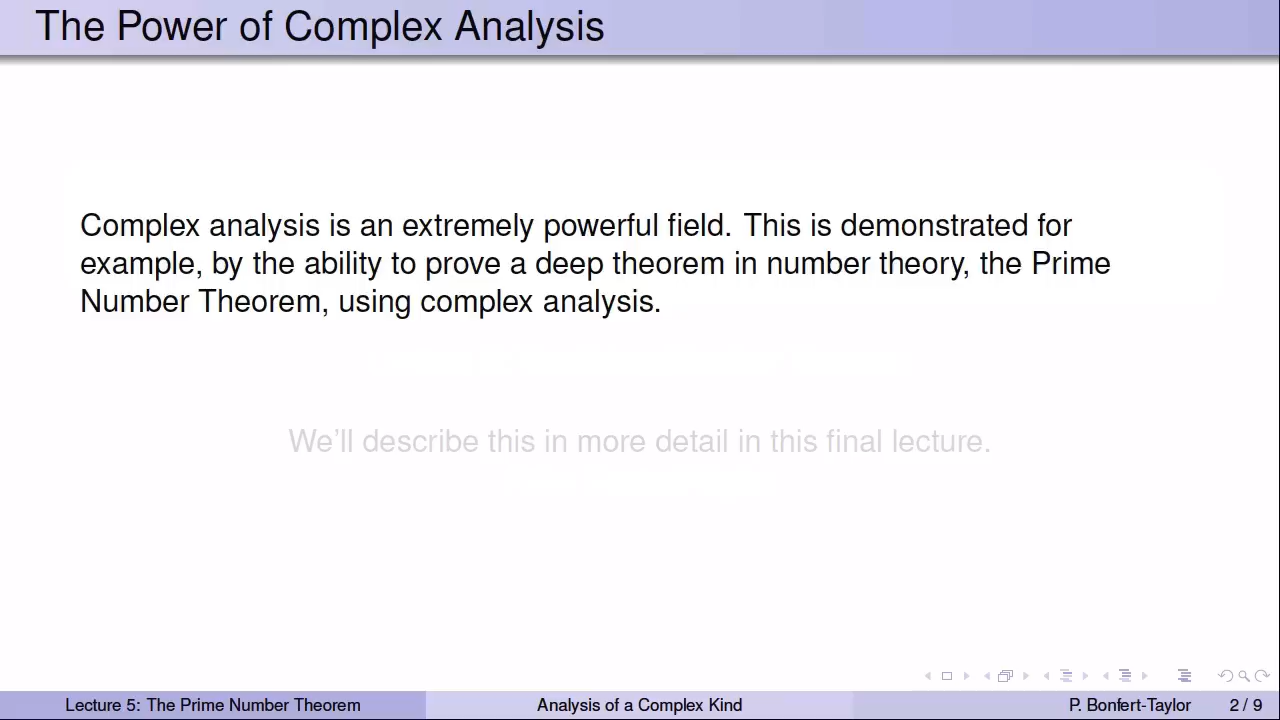 The Power of Complex Analysis
Complex analysis is an extremely powerful field. This is demonstrated for
example, by the ability to prove a deep theorem in number theory, the Prime
Number Theorem, using complex analysis.
We'll describe this in more detail in this final lecture.
Lecture 5: The Prime Number Theorem
Analysis of a Complex Kind
P. Bonfert-Taylor
2 / 9